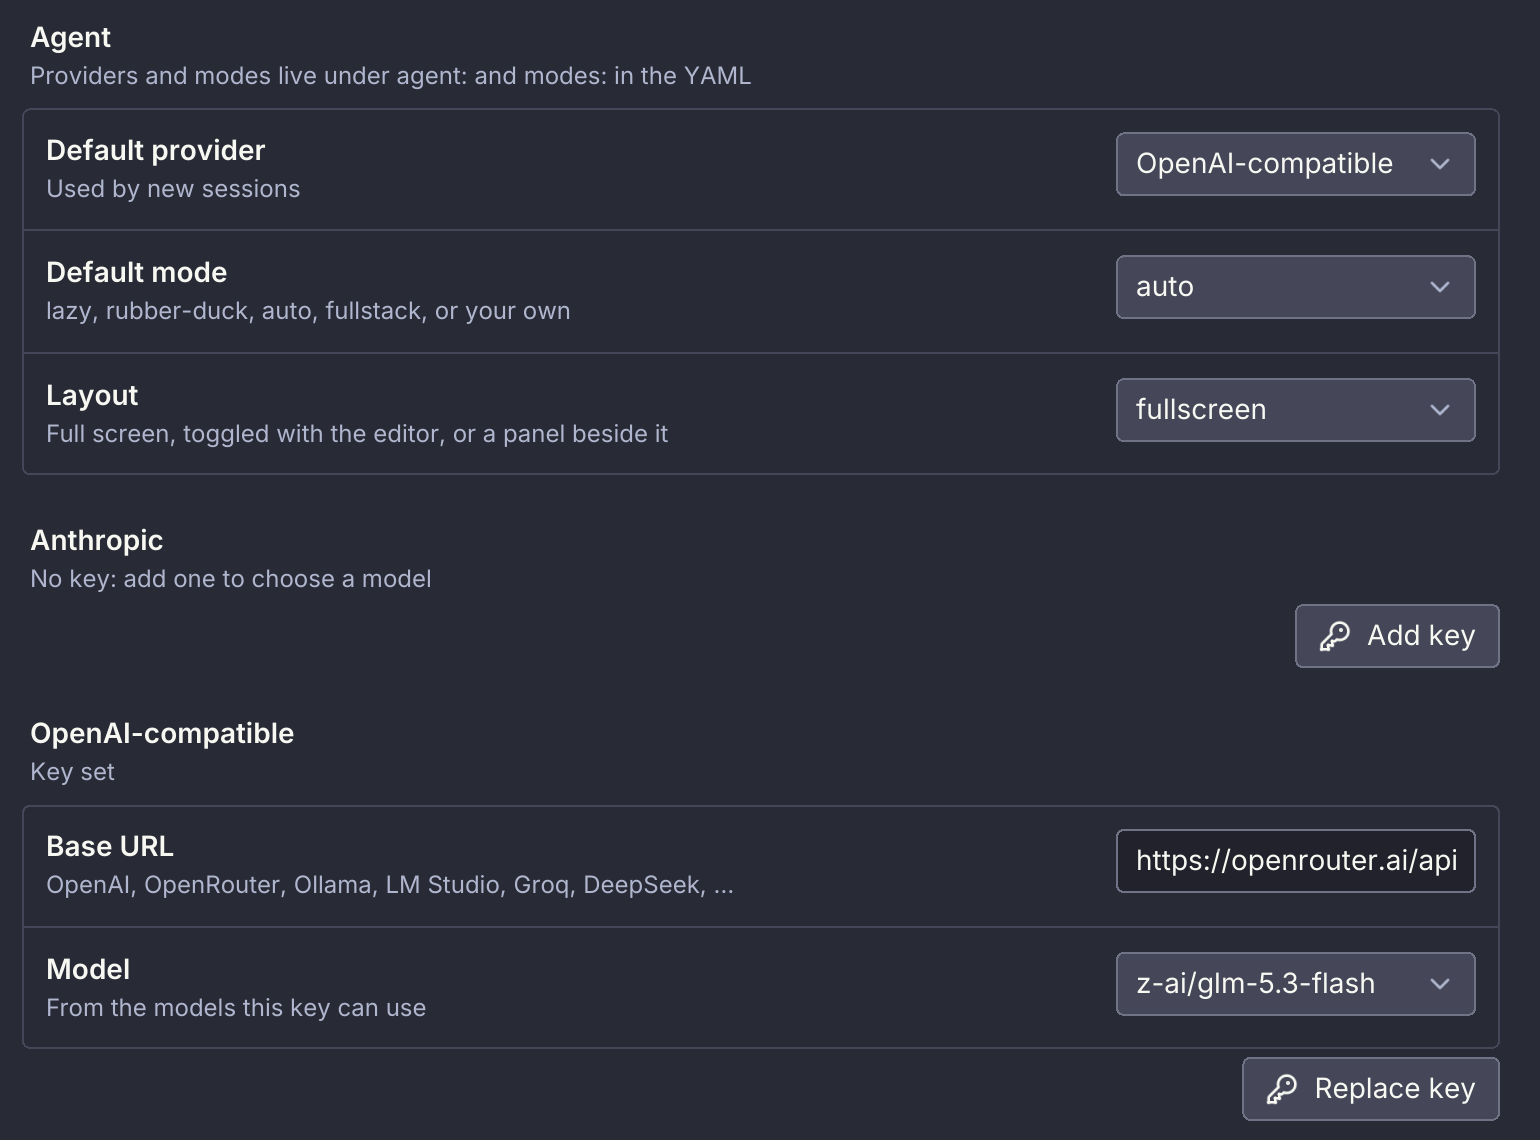 Agent
Providers and modes live under agent: and modes: in the YAML
Default provider
Used by new sessions
OpenAI-compatible
Default mode
lazy, rubber-duck, auto, fullstack, or your own
auto
Layout
Full screen, toggled with the editor, or a panel beside it
fullscreen
Anthropic
No key: add one to choose a model
Add key
OpenAI-compatible
Key set
Base URL
OpenAI, OpenRouter, Ollama, LM Studio, Groq, DeepSeek, ...
https://openrouter.ai/api
Model
From the models this key can use
z-ai/glm-5.3-flash
Replace key